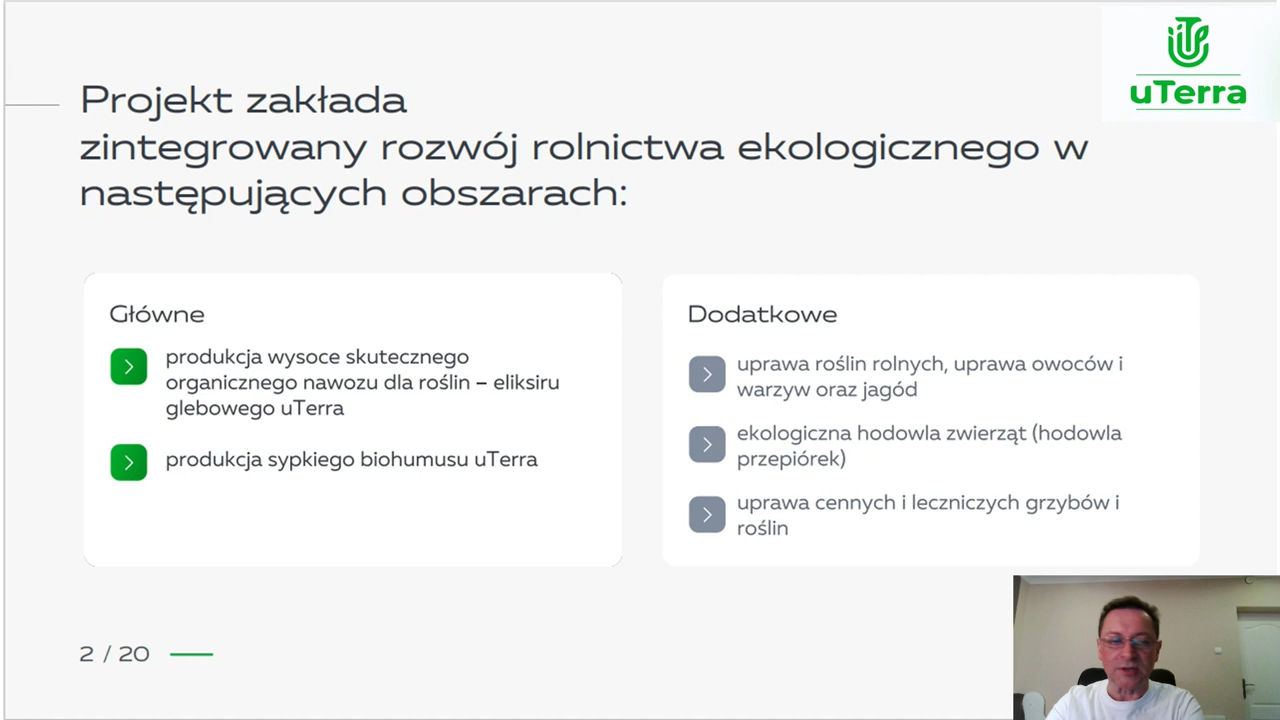 uTerra
Projekt zakłada
zintegrowany rozwój rolnictwa ekologicznego w
następujących obszarach:
Główne
produkcja wysoce skutecznego
organicznego nawozu dla roślin – eliksiru
glebowego uTerra
produkcja sypkiego biohumusu uTerra
Dodatkowe
uprawa roślin rolnych, uprawa owoców i
warzyw oraz jagód
ekologiczna hodowla zwierząt (hodowla
przepiórek)
uprawa cennych i leczniczych grzybów i
roślin
2 / 20